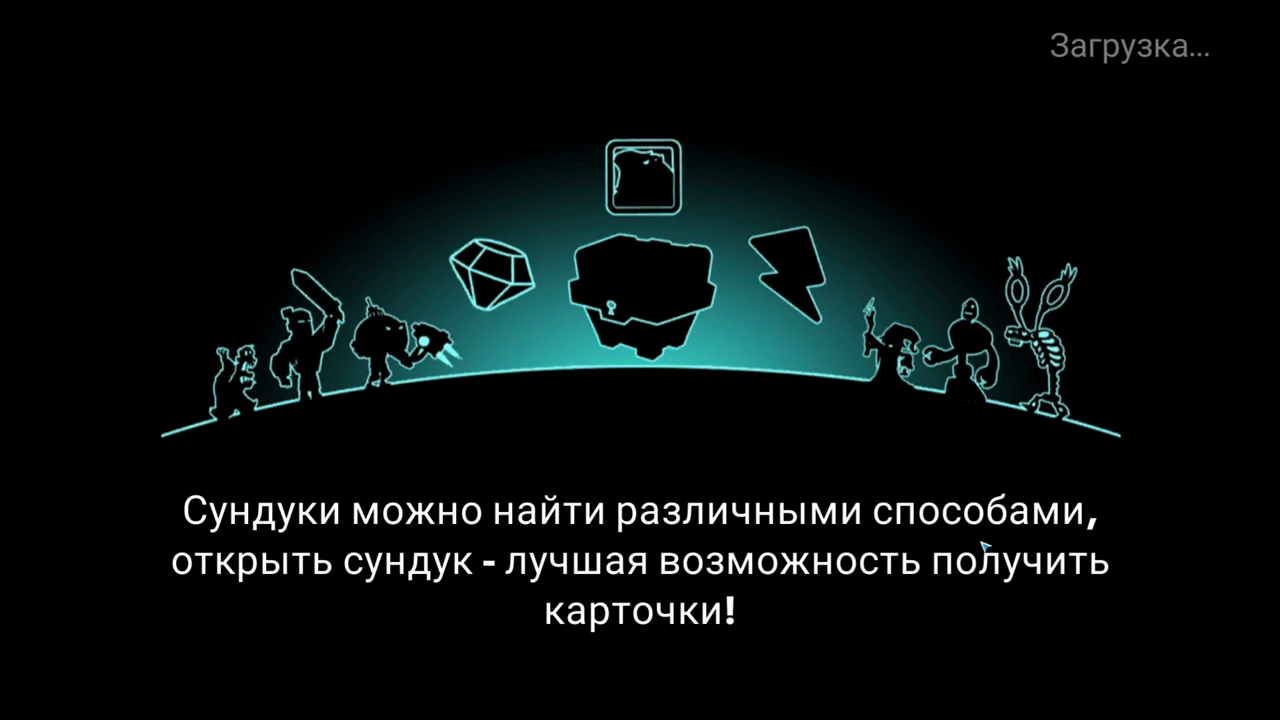 Загрузка...
Сундуки можно найти различными способами,
открыть сундук - лучшая возможность получить
карточки!